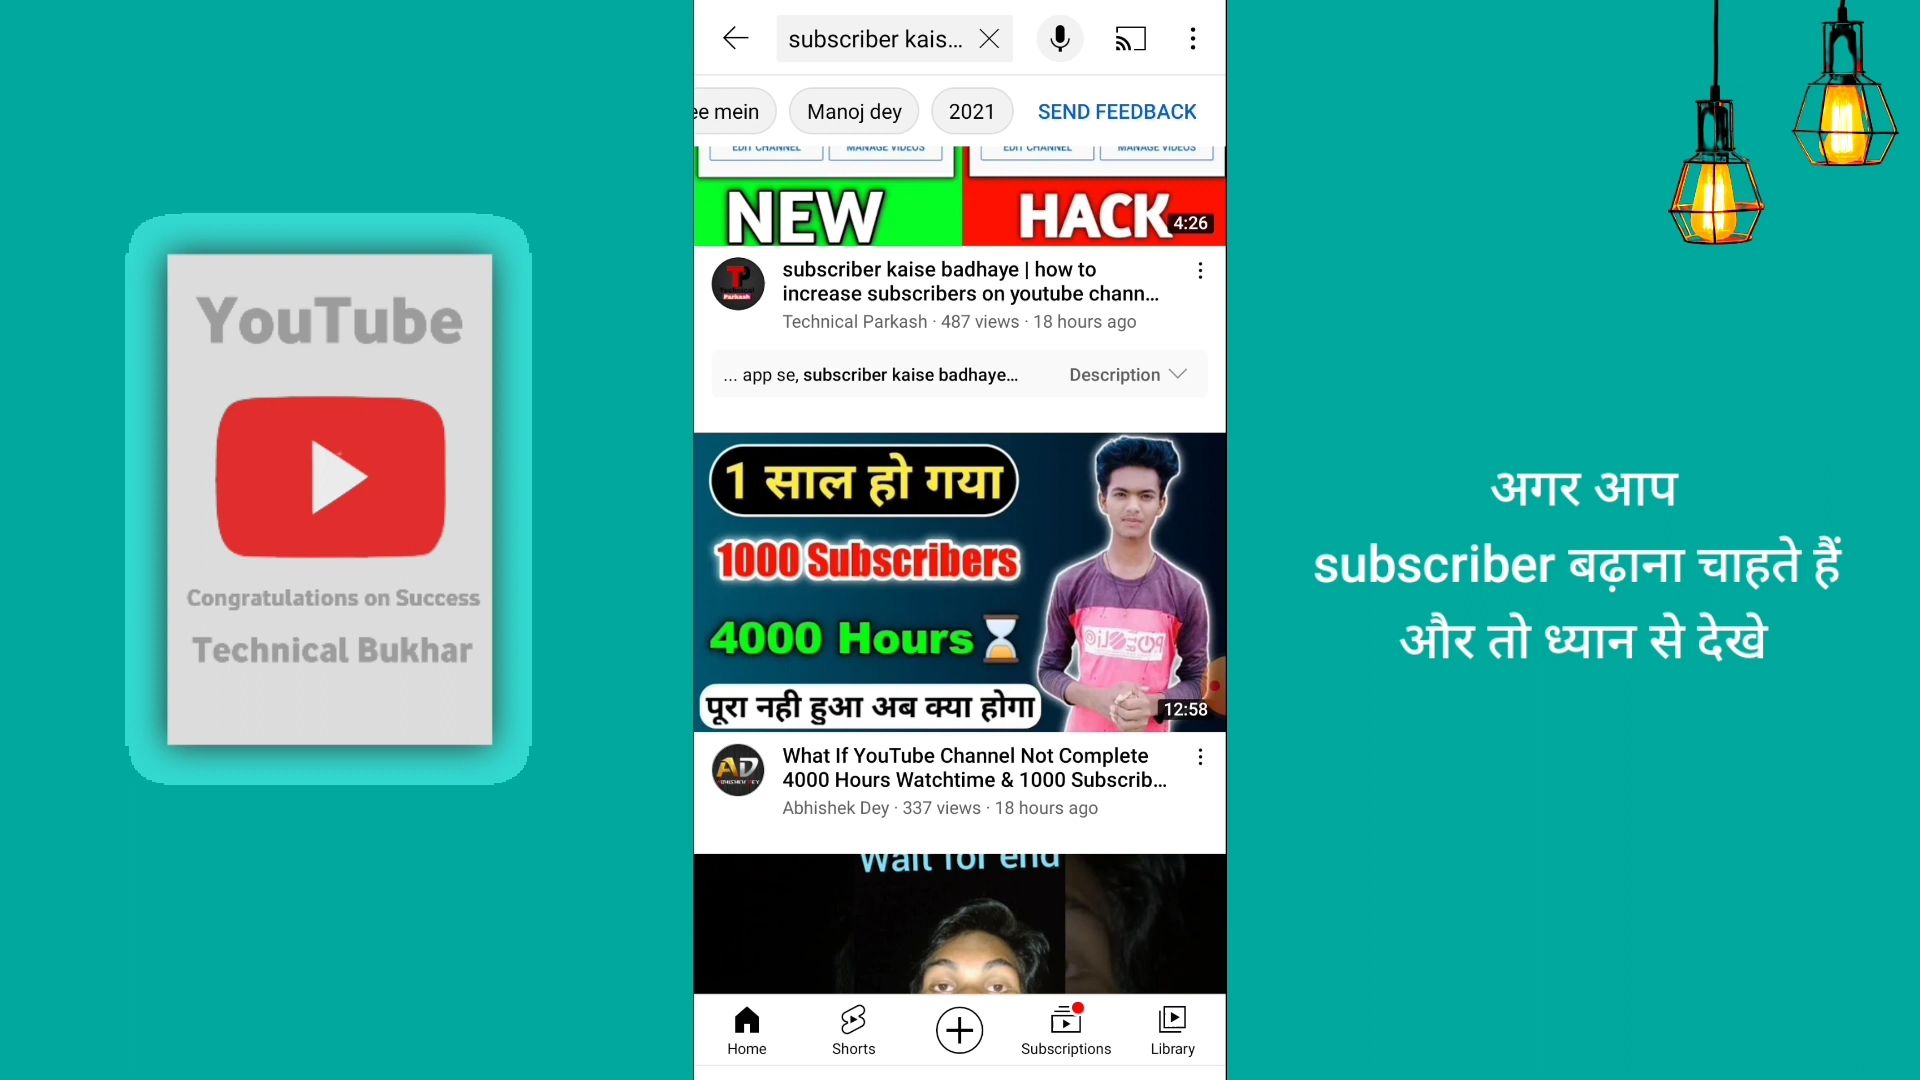 YouTube
Congratulations on Success
Technical Bukhar
subscriber kais...
ee mein
Manoj dey
2021
SEND FEEDBACK
EDIT CHANNEL
MANAGE VIDEOS
EDIT CHANNEL
MANAGE VIDEOS
NEW
HACK
4:26
TP
Technical
Parkash
subscriber kaise badhaye | how to
increase subscribers on youtube chann...
Technical Parkash · 487 views · 18 hours ago
... app se, subscriber kaise badhaye...
Description
1 साल हो गया
1000 Subscribers
4000 Hours
पूरा नही हुआ अब क्या होगा
12:58
AD
What If YouTube Channel Not Complete
4000 Hours Watchtime & 1000 Subscrib...
Abhishek Dey · 337 views · 18 hours ago
Wait for end
Home
Shorts
Subscriptions
Library
अगर आप
subscriber बढ़ाना चाहते हैं
और तो ध्यान से देखे